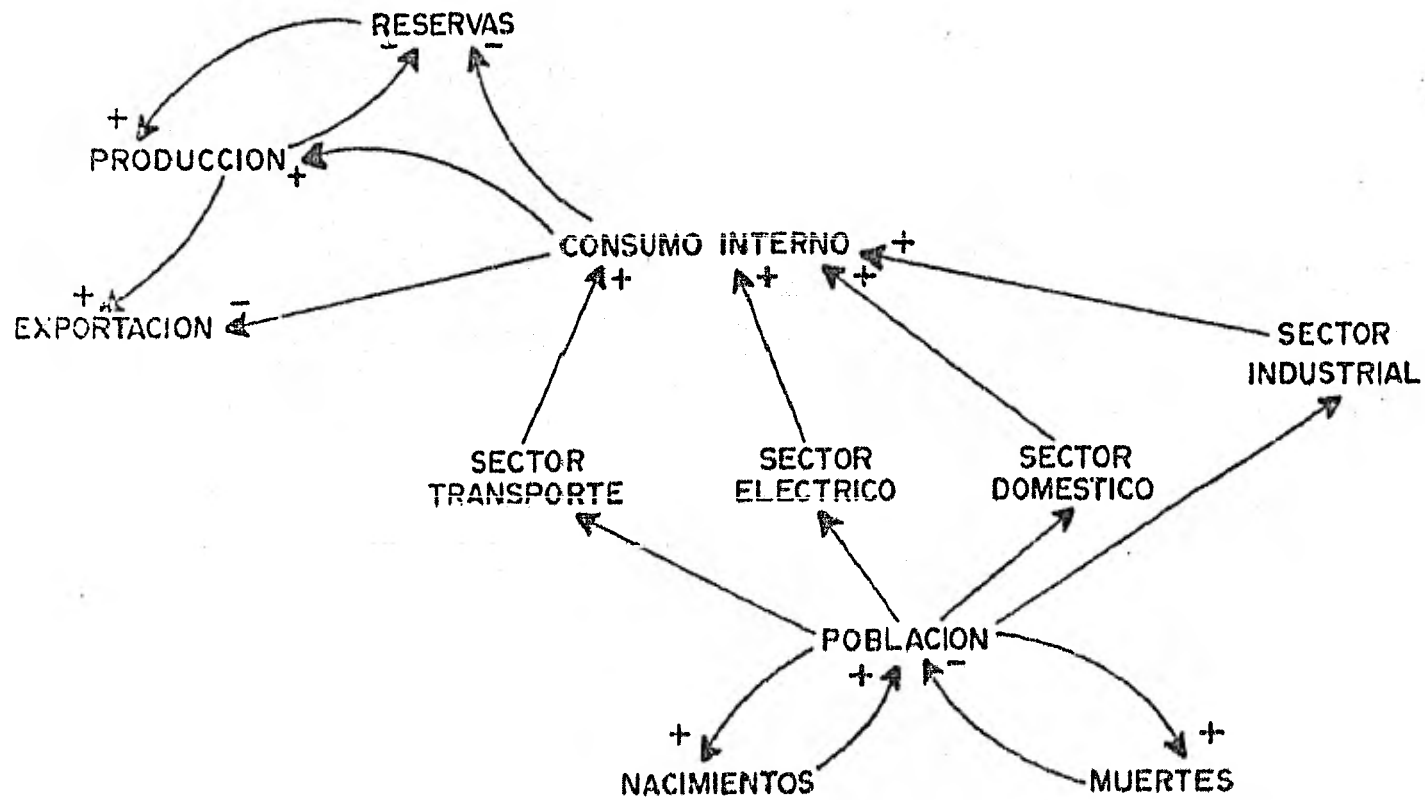 RESERVAS
- -
+
PRODUCCION
+
CONSUMO INTERNO +
+ + +
+ -
EXPORTACION
SECTOR
INDUSTRIAL
SECTOR
TRANSPORTE
SECTOR
ELECTRICO
SECTOR
DOMESTICO
POBLACION
+ -
+ +
NACIMIENTOS
MUERTES